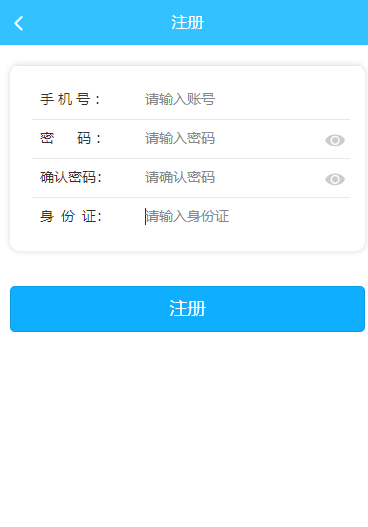 注册
手 机 号： 请输入账号
密 码： 请输入密码
确认密码： 请确认密码
身 份 证： 请输入身份证
注册